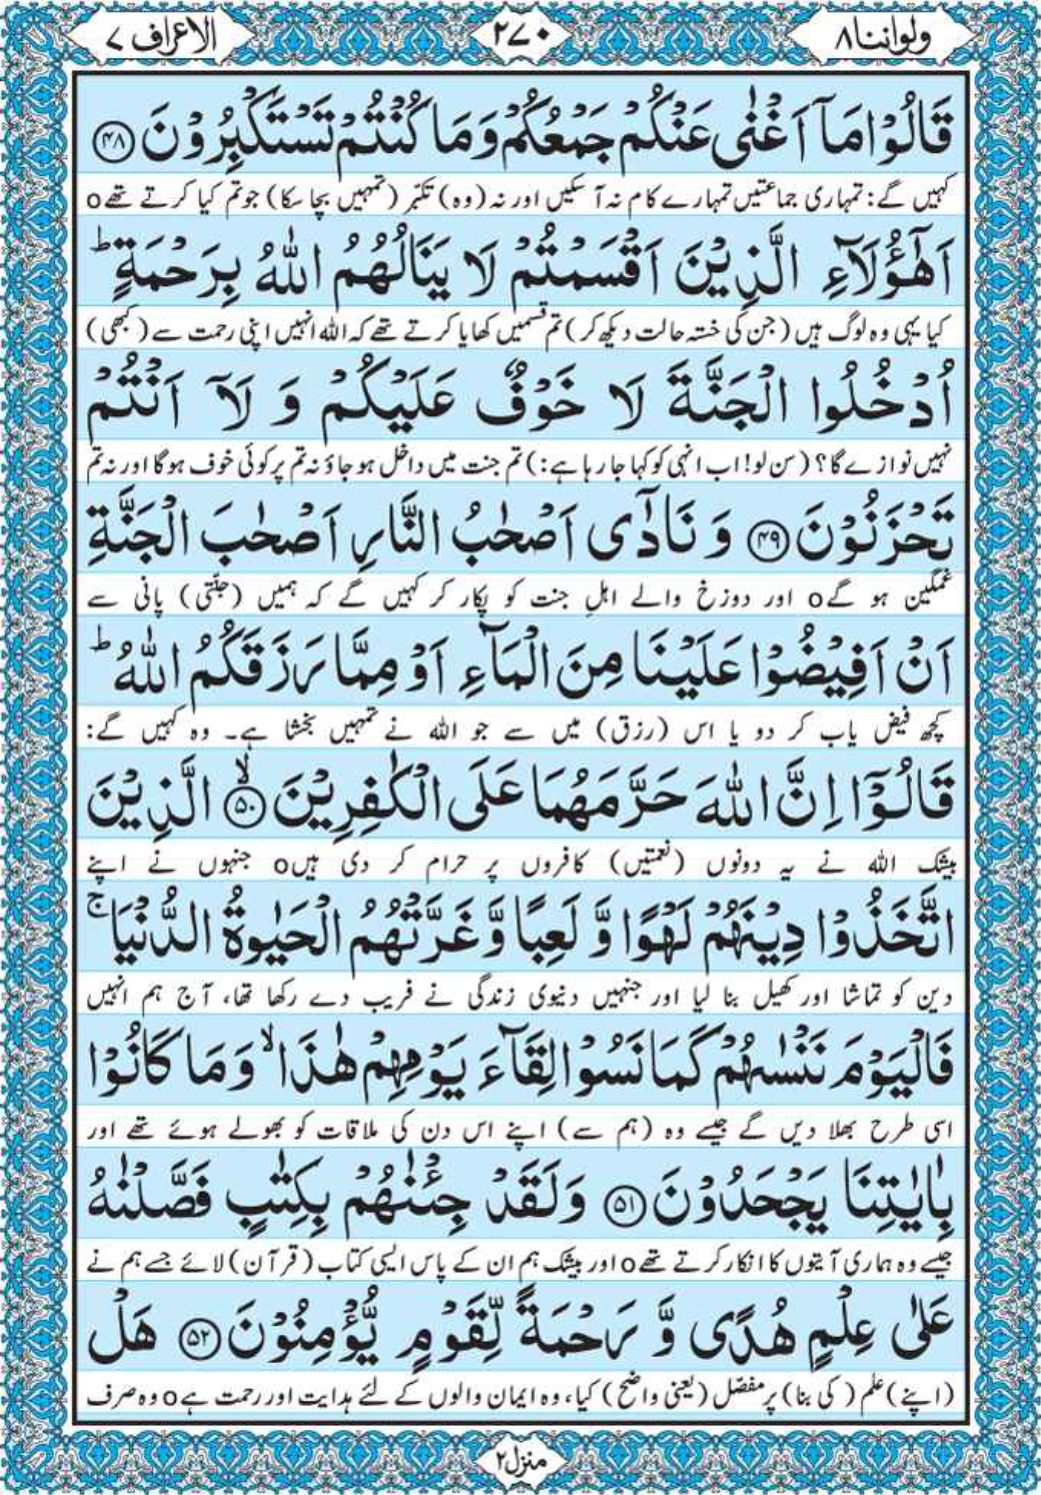 ولواننا ٨
٢٧٠
الاعراف ٧
قَالُوْا مَاۤ اَغْنٰى عَنْكُمْ جَمْعُكُمْ وَمَا كُنْتُمْ تَسْتَكْبِرُوْنَ ﴿۴۸﴾
کہیں گے: تمہاری جماعتیں تمہارے کام نہ آ سکیں اور نہ (وہ) تکبّر (تمہیں بچا سکا) جو تم کیا کرتے تھے o
اَهٰۤؤُلَآءِ الَّذِيْنَ اَقْسَمْتُمْ لَا يَنَالُهُمُ اللّٰهُ بِرَحْمَةٍ ؕ
کیا یہی وہ لوگ ہیں (جن کی خستہ حالت دیکھ کر) تم قسمیں کھایا کرتے تھے کہ اللہ انہیں اپنی رحمت سے (کبھی)
اُدْخُلُوا الْجَنَّةَ لَا خَوْفٌ عَلَيْكُمْ وَ لَاۤ اَنْتُمْ
نہیں نوازے گا؟ (سن لو! اب انہی کو کہا جا رہا ہے:) تم جنت میں داخل ہو جاؤ نہ تم پر کوئی خوف ہوگا اور نہ تم
تَحْزَنُوْنَ ﴿۴۹﴾ وَ نَادٰۤى اَصْحٰبُ النَّارِ اَصْحٰبَ الْجَنَّةِ
غمگین ہو گے o اور دوزخ والے اہلِ جنت کو پکار کر کہیں گے کہ ہمیں (جنّتی) پانی سے
اَنْ اَفِيْضُوْا عَلَيْنَا مِنَ الْمَآءِ اَوْ مِمَّا رَزَقَكُمُ اللّٰهُ ؕ
کچھ فیض یاب کر دو یا اس (رزق) میں سے جو اللہ نے تمہیں بخشا ہے۔ وہ کہیں گے:
قَالُوْۤا اِنَّ اللّٰهَ حَرَّمَهُمَا عَلَى الْكٰفِرِيْنَ ۙ﴿۵۰﴾ الَّذِيْنَ
بیشک اللہ نے یہ دونوں (نعمتیں) کافروں پر حرام کر دی ہیں o جنہوں نے اپنے
اتَّخَذُوْا دِيْنَهُمْ لَهْوًا وَّ لَعِبًا وَّ غَرَّتْهُمُ الْحَيٰوةُ الدُّنْيَا ۚ
دین کو تماشا اور کھیل بنا لیا اور جنہیں دنیوی زندگی نے فریب دے رکھا تھا، آج ہم انہیں
فَالْيَوْمَ نَنْسٰىهُمْ كَمَا نَسُوْا لِقَآءَ يَوْمِهِمْ هٰذَا ۙ وَمَا كَانُوْا
اسی طرح بھلا دیں گے جیسے وہ (ہم سے) اپنے اس دن کی ملاقات کو بھولے ہوئے تھے اور
بِاٰيٰتِنَا يَجْحَدُوْنَ ﴿۵۱﴾ وَلَقَدْ جِئْنٰهُمْ بِكِتٰبٍ فَصَّلْنٰهُ
جیسے وہ ہماری آیتوں کا انکار کرتے تھے o اور بیشک ہم ان کے پاس ایسی کتاب (قرآن) لائے جسے ہم نے
عَلٰى عِلْمٍ هُدًى وَّ رَحْمَةً لِّقَوْمٍ يُّؤْمِنُوْنَ ﴿۵۲﴾ هَلْ
(اپنے) علم (کی بنا) پر مفصّل (یعنی واضح) کیا، وہ ایمان والوں کے لئے ہدایت اور رحمت ہے o وہ صرف
منزل ٢